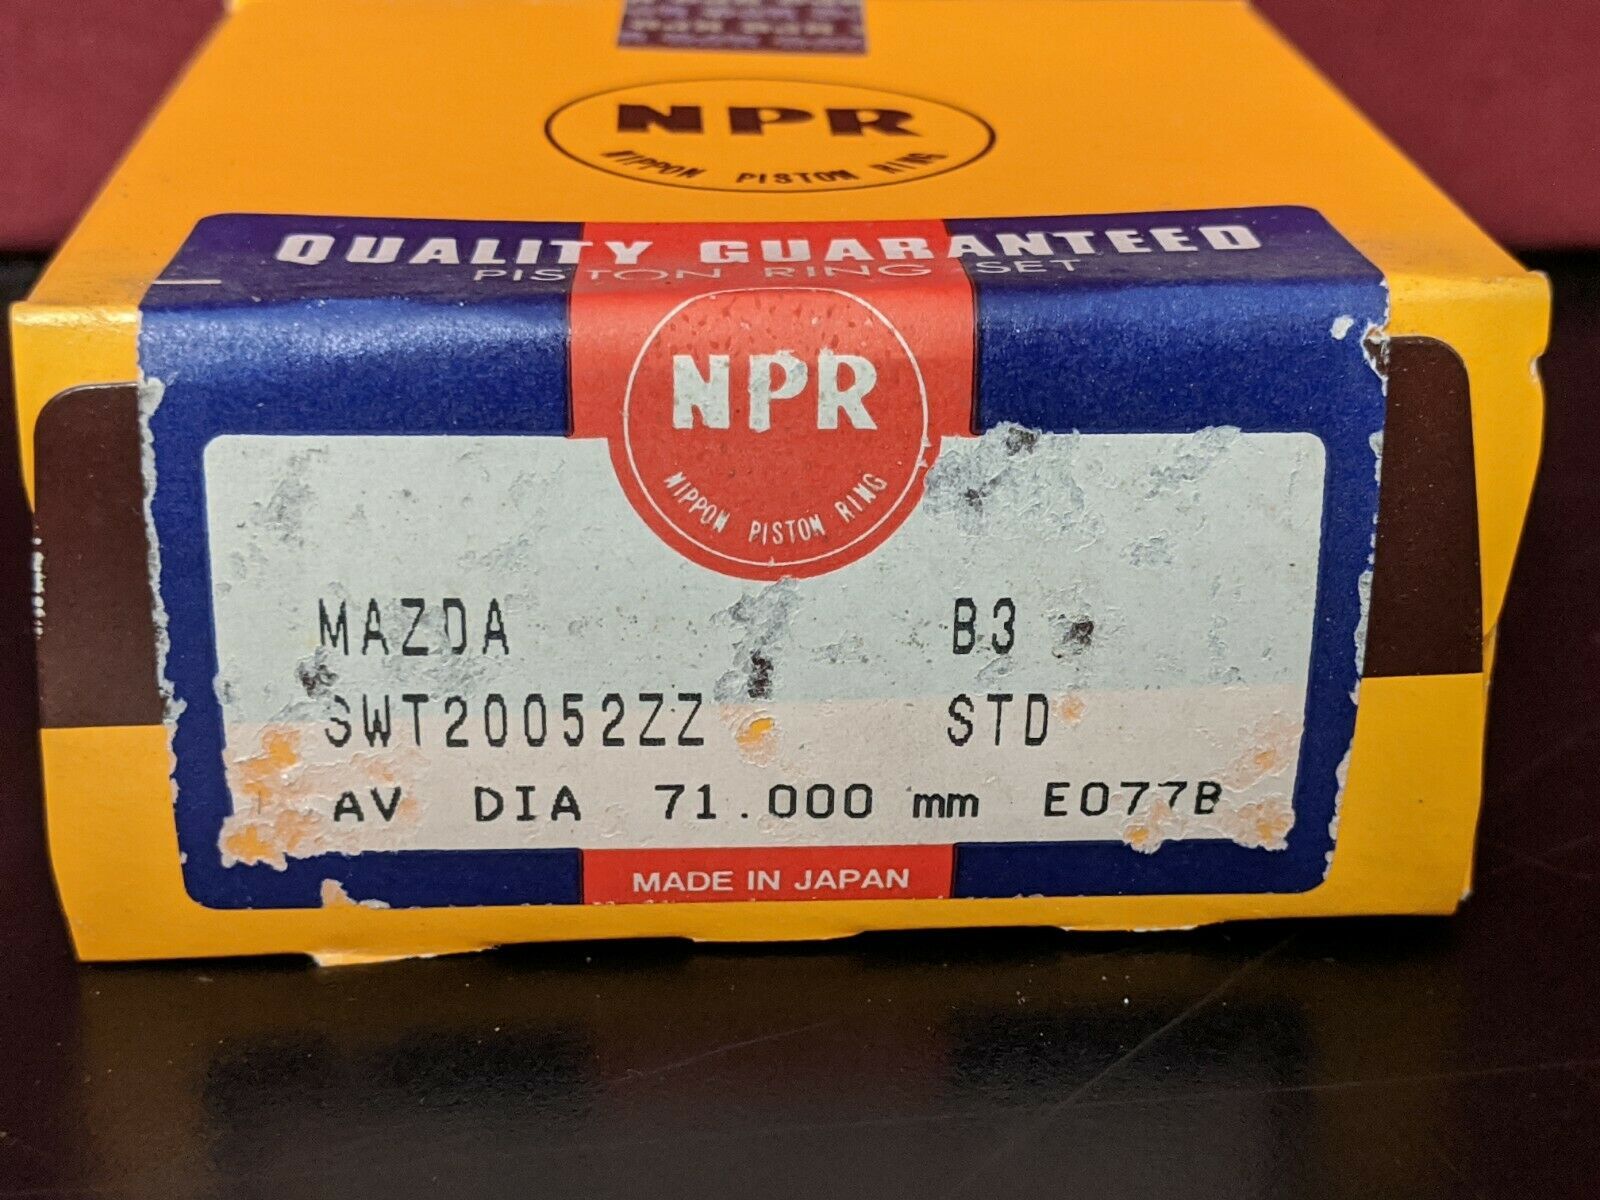 NPR
NIPPON PISTON RING
QUALITY GUARANTEED
PISTON RING SET
NPR
NIPPON PISTON RING
MAZDA B3
SWT20052ZZ STD
AV DIA 71.000 mm E077B
MADE IN JAPAN